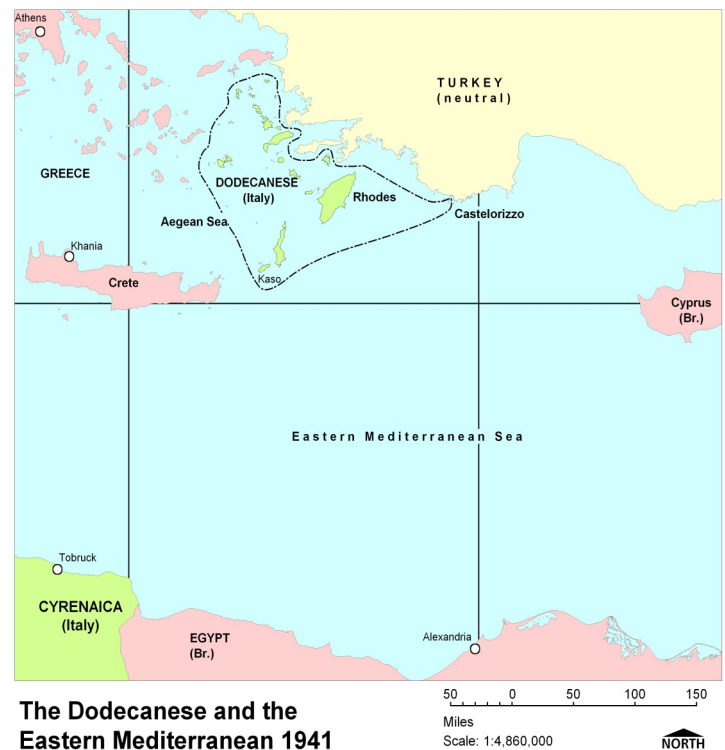 Athens
TURKEY
(neutral)
GREECE
DODECANESE
(Italy)
Rhodes
Aegean Sea
Castelorizzo
Khania
Crete
Kaso
Cyprus
(Br.)
Eastern Mediterranean Sea
Tobruck
CYRENAICA
(Italy)
EGYPT
(Br.)
Alexandria
50 0 50 100 150
Miles
Scale: 1:4,860,000
NORTH
The Dodecanese and the
Eastern Mediterranean 1941